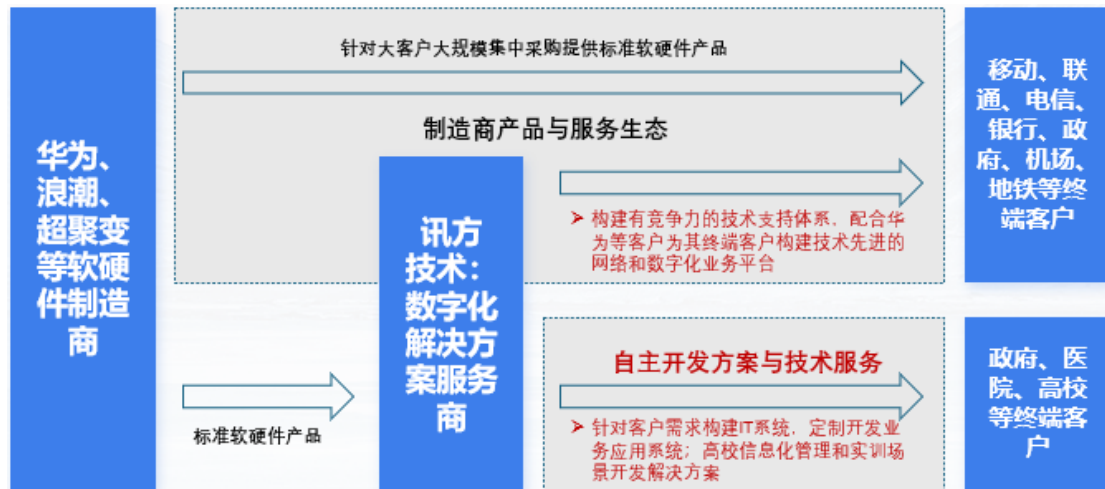 华为、
浪潮、
超聚变
等软硬
件制造
商
针对大客户大规模集中采购提供标准软硬件产品
制造商产品与服务生态
讯方
技术：
数字化
解决方
案服务
商
➢ 构建有竞争力的技术支持体系，配合华
为等客户为其终端客户构建技术先进的
网络和数字化业务平台
移动、联
通、电信、
银行、政
府、机场、
地铁等终
端客户
标准软硬件产品
自主开发方案与技术服务
➢ 针对客户需求构建IT系统，定制开发业
务应用系统；高校信息化管理和实训场
景开发解决方案
政府、医
院、高校
等终端客
户